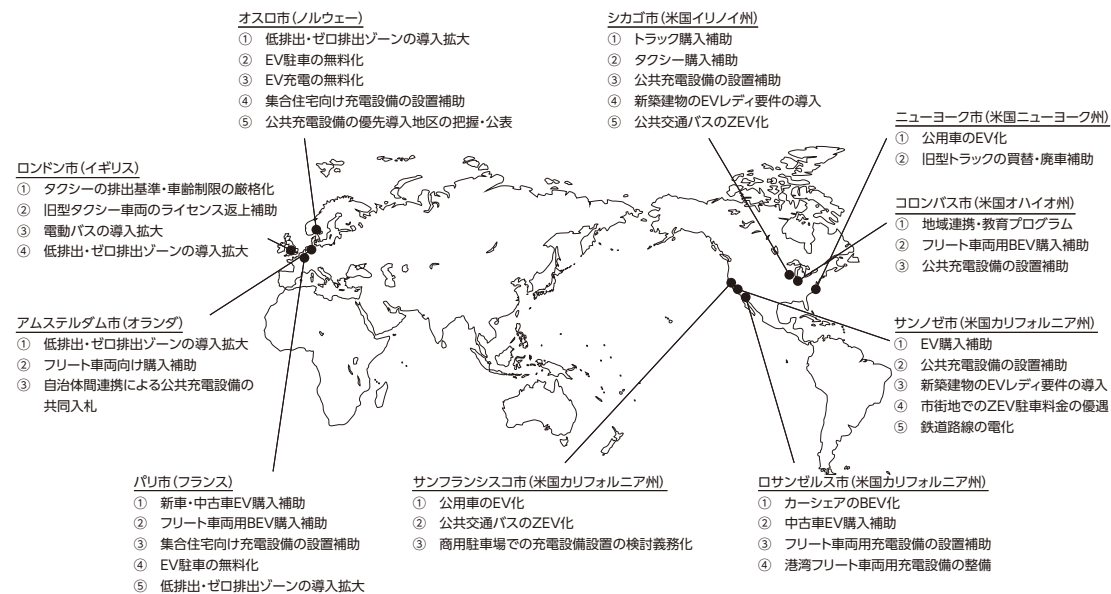 オスロ市（ノルウェー）
① 低排出・ゼロ排出ゾーンの導入拡大
② EV駐車の無料化
③ EV充電の無料化
④ 集合住宅向け充電設備の設置補助
⑤ 公共充電設備の優先導入地区の把握・公表
シカゴ市（米国イリノイ州）
① トラック購入補助
② タクシー購入補助
③ 公共充電設備の設置補助
④ 新築建物のEVレディ要件の導入
⑤ 公共交通バスのZEV化
ニューヨーク市（米国ニューヨーク州）
① 公用車のEV化
② 旧型トラックの買替・廃車補助
ロンドン市（イギリス）
① タクシーの排出基準・車齢制限の厳格化
② 旧型タクシー車両のライセンス返上補助
③ 電動バスの導入拡大
④ 低排出・ゼロ排出ゾーンの導入拡大
コロンバス市（米国オハイオ州）
① 地域連携・教育プログラム
② フリート車両用BEV購入補助
③ 公共充電設備の設置補助
アムステルダム市（オランダ）
① 低排出・ゼロ排出ゾーンの導入拡大
② フリート車両向け購入補助
③ 自治体間連携による公共充電設備の
共同入札
サンノゼ市（米国カリフォルニア州）
① EV購入補助
② 公共充電設備の設置補助
③ 新築建物のEVレディ要件の導入
④ 市街地でのZEV駐車料金の優遇
⑤ 鉄道路線の電化
パリ市（フランス）
① 新車・中古車EV購入補助
② フリート車両用BEV購入補助
③ 集合住宅向け充電設備の設置補助
④ EV駐車の無料化
⑤ 低排出・ゼロ排出ゾーンの導入拡大
サンフランシスコ市（米国カリフォルニア州）
① 公用車のEV化
② 公共交通バスのZEV化
③ 商用駐車場での充電設備設置の検討義務化
ロサンゼルス市（米国カリフォルニア州）
① カーシェアのBEV化
② 中古車EV購入補助
③ フリート車両用充電設備の設置補助
④ 港湾フリート車両用充電設備の整備